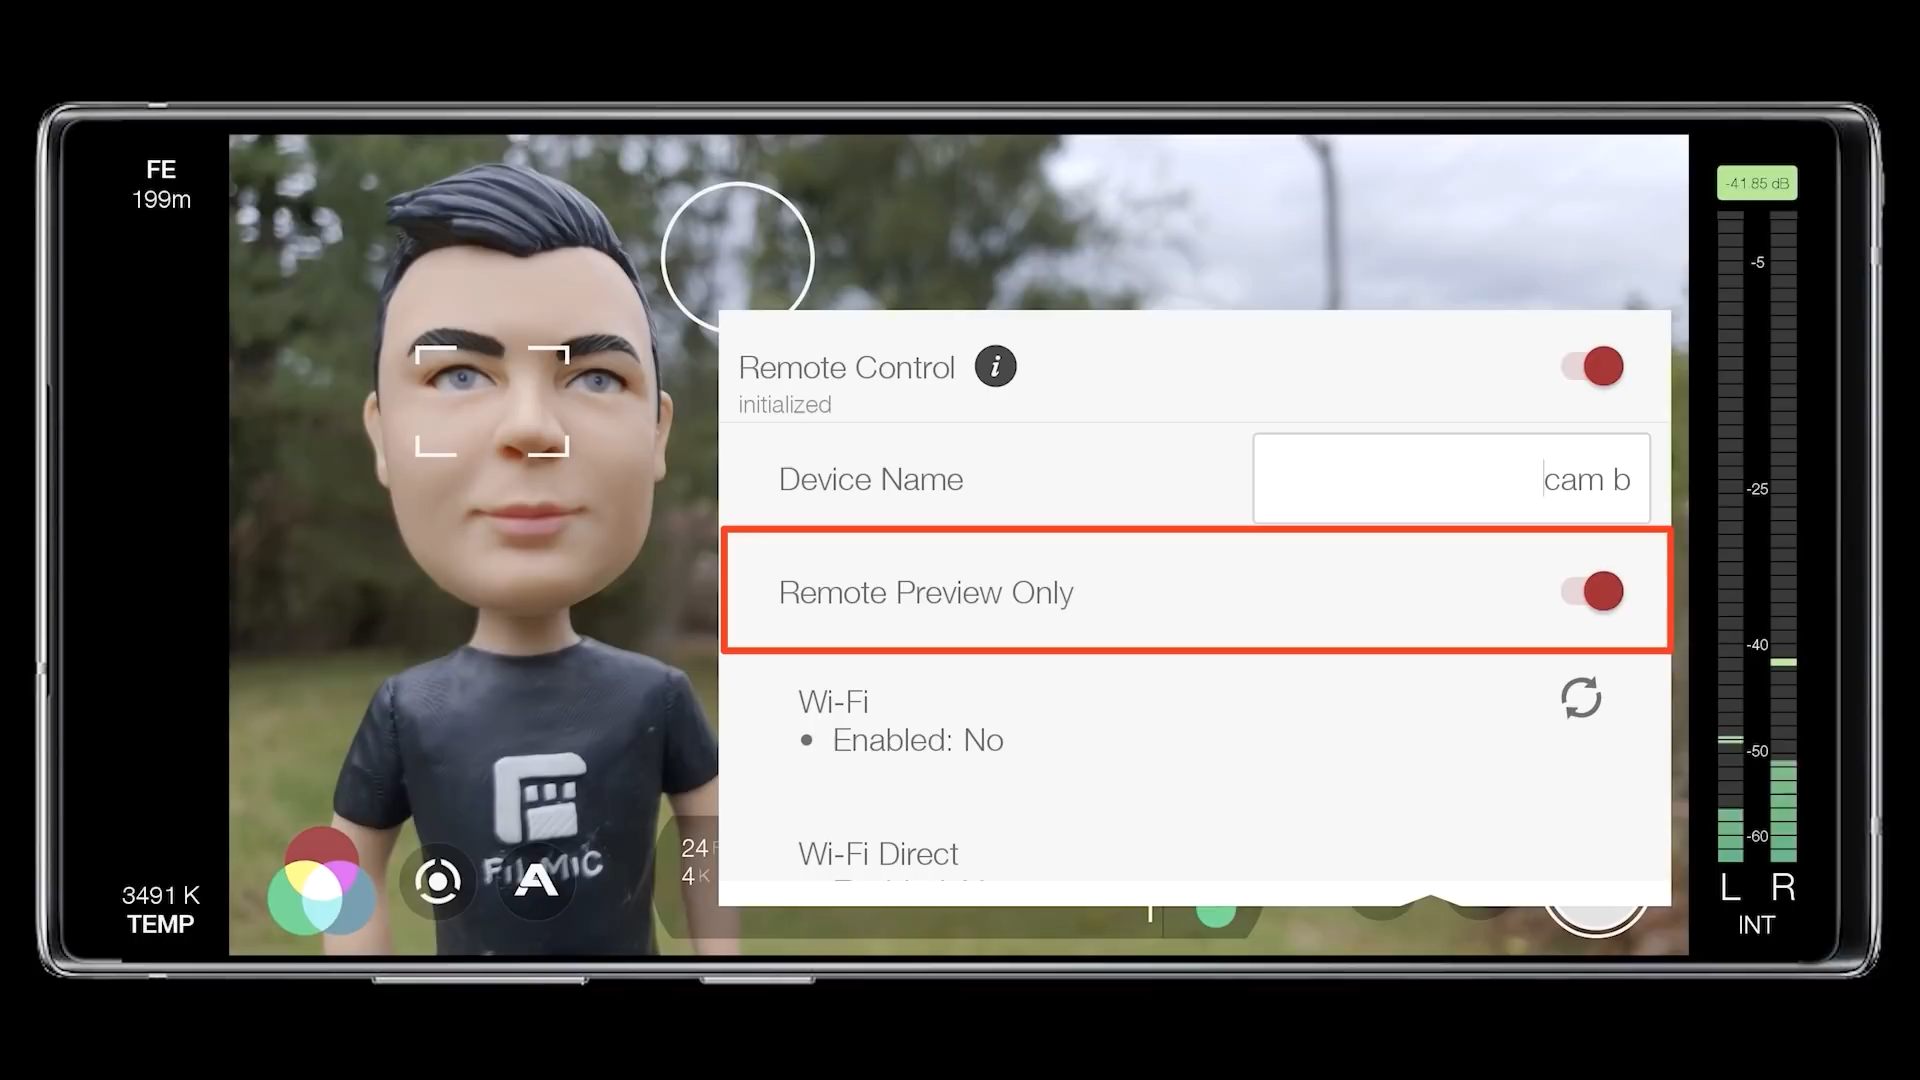 FE
199m
-41.85 dB
-5
-25
-40
-50
-60
L R
INT
Remote Control i
initialized
Device Name cam b
Remote Preview Only
Wi-Fi
• Enabled: No
Wi-Fi Direct
24
4K
FiLMiC
A
3491 K
TEMP